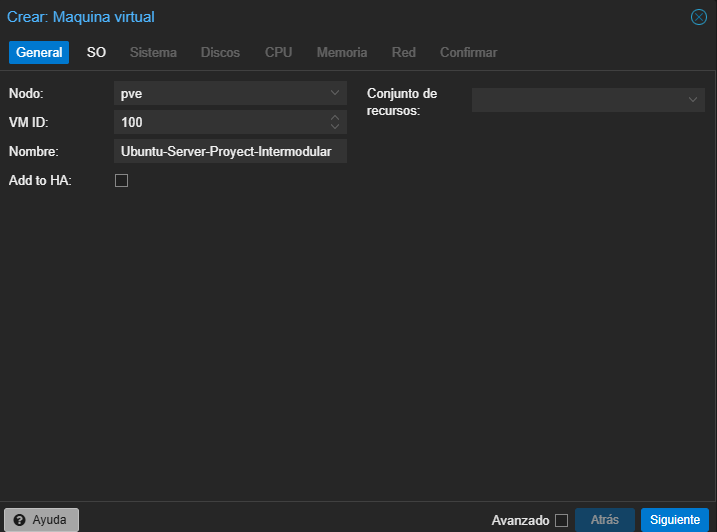 Crear: Maquina virtual
General SO Sistema Discos CPU Memoria Red Confirmar
Nodo: pve
VM ID: 100
Nombre: Ubuntu-Server-Proyect-Intermodular
Add to HA:
Conjunto de
recursos:
Ayuda
Avanzado Atrás Siguiente